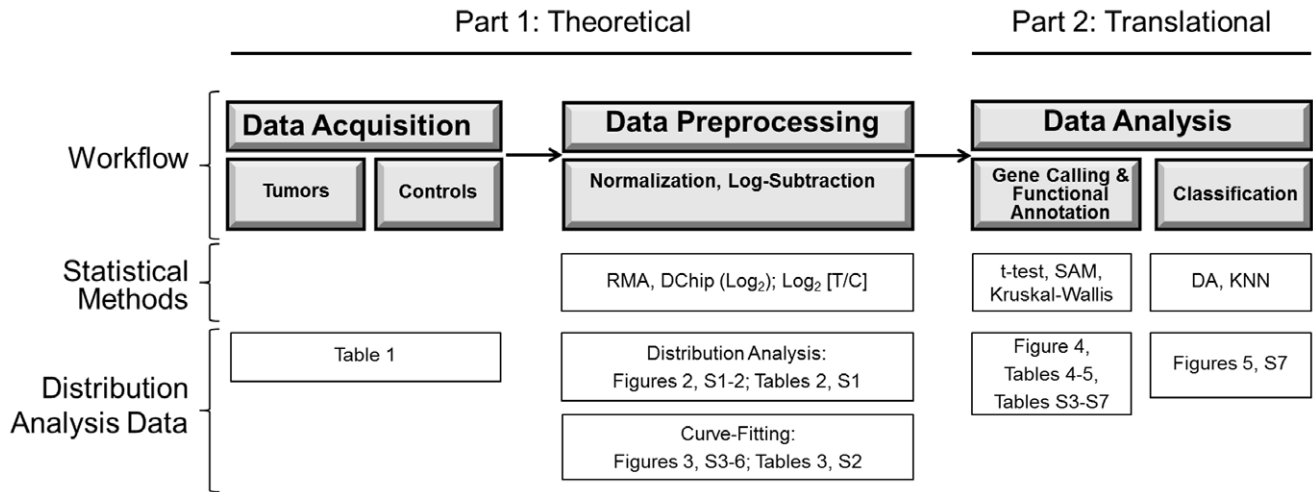 Part 1: Theoretical
Part 2: Translational
Workflow
Data Acquisition
Tumors
Controls
Data Preprocessing
Normalization, Log-Subtraction
Data Analysis
Gene Calling &
Functional
Annotation
Classification
Statistical
Methods
RMA, DChip (Log₂); Log₂ [T/C]
t-test, SAM,
Kruskal-Wallis
DA, KNN
Distribution
Analysis Data
Table 1
Distribution Analysis:
Figures 2, S1-2; Tables 2, S1
Curve-Fitting:
Figures 3, S3-6; Tables 3, S2
Figure 4,
Tables 4-5,
Tables S3-S7
Figures 5, S7